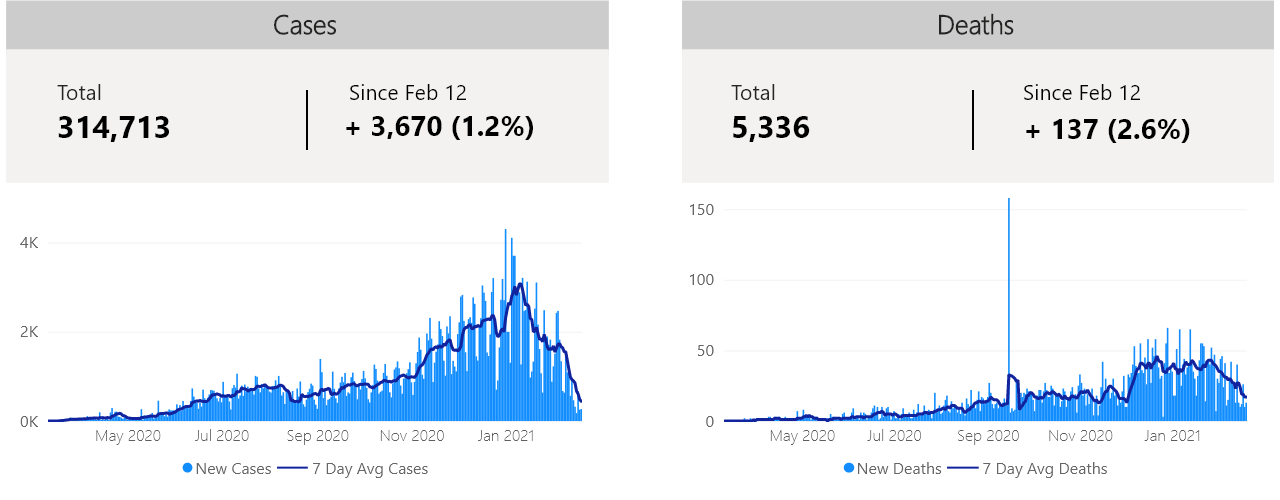 Cases
Total
314,713
Since Feb 12
+ 3,670 (1.2%)
4K
2K
0K
May 2020 Jul 2020 Sep 2020 Nov 2020 Jan 2021
New Cases 7 Day Avg Cases
Deaths
Total
5,336
Since Feb 12
+ 137 (2.6%)
150
100
50
0
May 2020 Jul 2020 Sep 2020 Nov 2020 Jan 2021
New Deaths 7 Day Avg Deaths